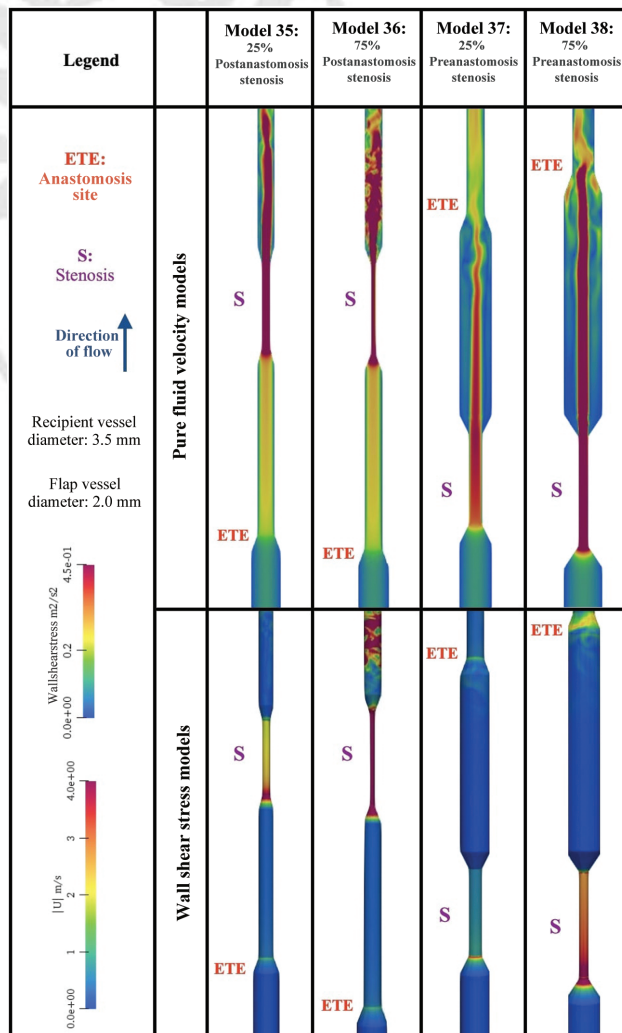 Legend
Model 35:
25%
Postanastomosis
stenosis
Model 36:
75%
Postanastomosis
stenosis
Model 37:
25%
Preanastomosis
stenosis
Model 38:
75%
Preanastomosis
stenosis
ETE:
Anastomosis
site
S:
Stenosis
Direction
of flow
Recipient vessel
diameter: 3.5 mm
Flap vessel
diameter: 2.0 mm
Wallshearstress m2/s2
4.5e-01
0.2
0.0e+00
|U| m/s
4.0e+00
3
2
1
0.0e+00
Pure fluid velocity models
S
ETE
S
ETE
ETE
S
ETE
S
Wall shear stress models
S
ETE
S
ETE
ETE
S
ETE
S